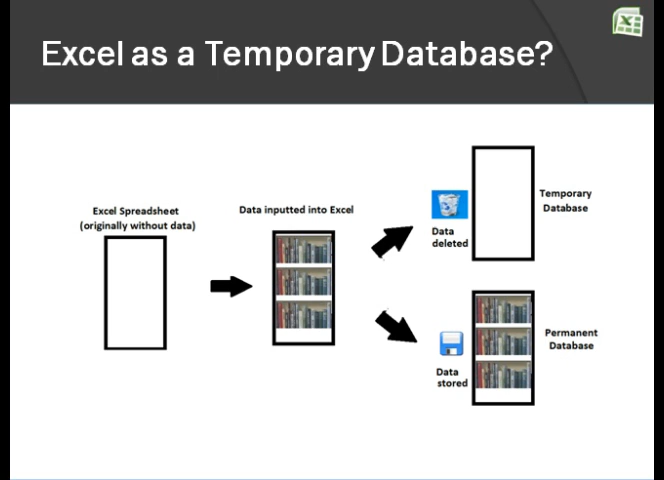 Excel as a Temporary Database?
Excel Spreadsheet
(originally without data)
Data inputted into Excel
Data
deleted
Temporary
Database
Data
stored
Permanent
Database